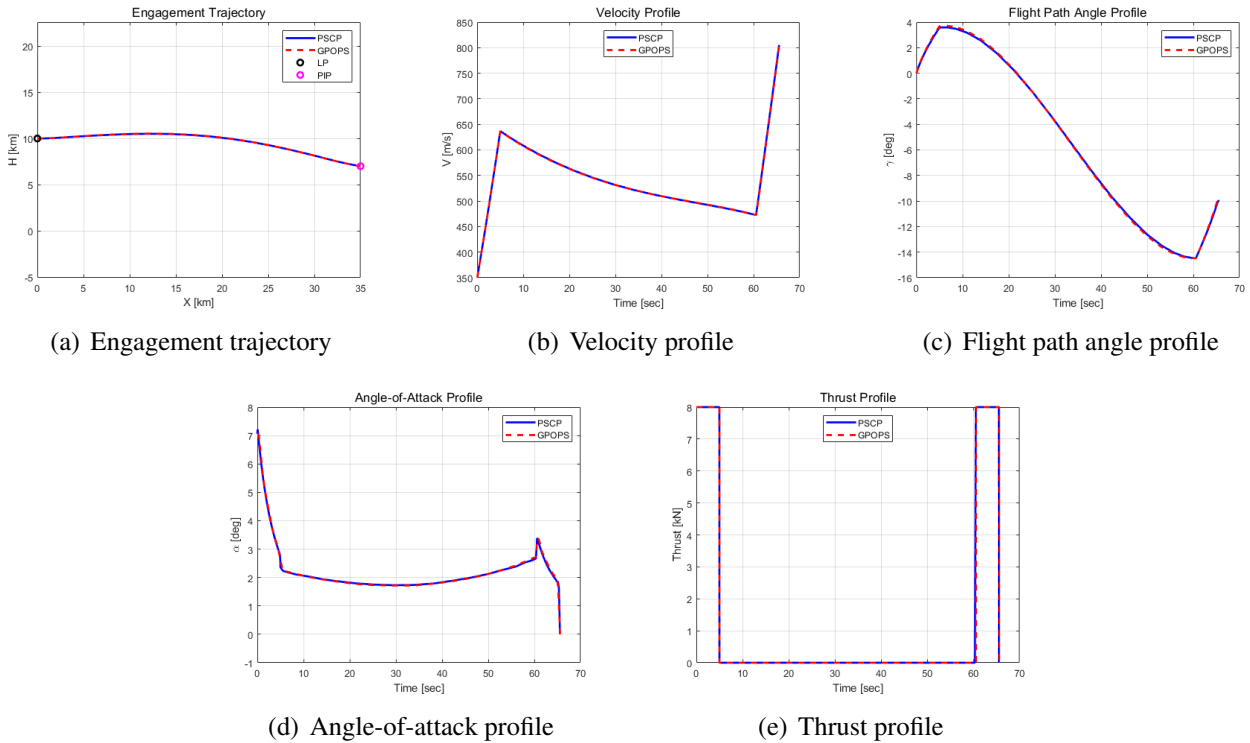 Engagement Trajectory
H [km]
20
15
10
5
0
-5
0 5 10 15 20 25 30 35
X [km]
PSCP
GPOPS
LP
PIP
(a) Engagement trajectory
Velocity Profile
V [m/s]
800
750
700
650
600
550
500
450
400
350
0 10 20 30 40 50 60 70
Time [sec]
PSCP
GPOPS
(b) Velocity profile
Flight Path Angle Profile
γ [deg]
4
2
0
-2
-4
-6
-8
-10
-12
-14
-16
0 10 20 30 40 50 60 70
Time [sec]
PSCP
GPOPS
(c) Flight path angle profile
Angle-of-Attack Profile
α [deg]
8
7
6
5
4
3
2
1
0
-1
0 10 20 30 40 50 60 70
Time [sec]
PSCP
GPOPS
(d) Angle-of-attack profile
Thrust Profile
Thrust [kN]
8
7
6
5
4
3
2
1
0
0 10 20 30 40 50 60 70
Time [sec]
PSCP
GPOPS
(e) Thrust profile